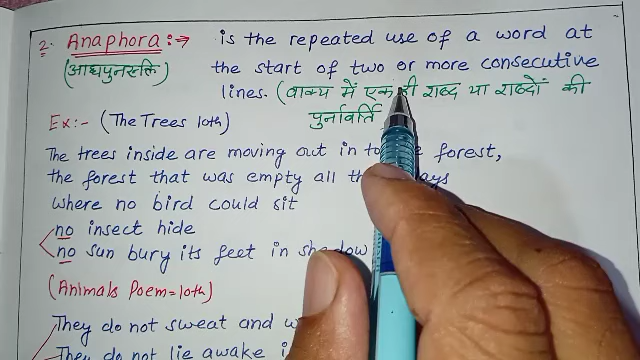 2. Anaphora :→ is the repeated use of a word at
(आद्यपुनरुक्ति) the start of two or more consecutive
lines. (वाक्य में एक ही शब्द या शब्दों की
पुर्नावर्ति
Ex:- (The Trees 10th)
The trees inside are moving out in to forest,
the forest that was empty all
where no bird could sit
no insect hide
no sun bury its feet in shadow
(Animals Poem=10th)
They do not sweat and
They do not lie awake